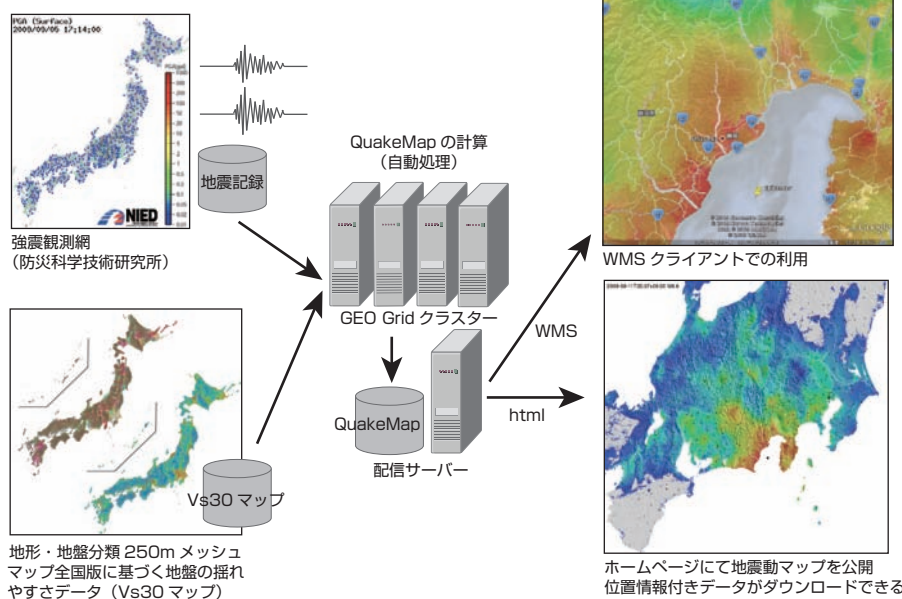 PGA (Surface)
2009/09/05 17:14:00
PGA(gal)
NIED
強震観測網
（防災科学技術研究所）
地震記録
QuakeMap の計算
（自動処理）
GEO Grid クラスター
QuakeMap
配信サーバー
WMS
html
WMS クライアントでの利用
Vs30 マップ
地形・地盤分類 250m メッシュ
マップ全国版に基づく地盤の揺れ
やすさデータ（Vs30 マップ）
ホームページにて地震動マップを公開
位置情報付きデータがダウンロードできる